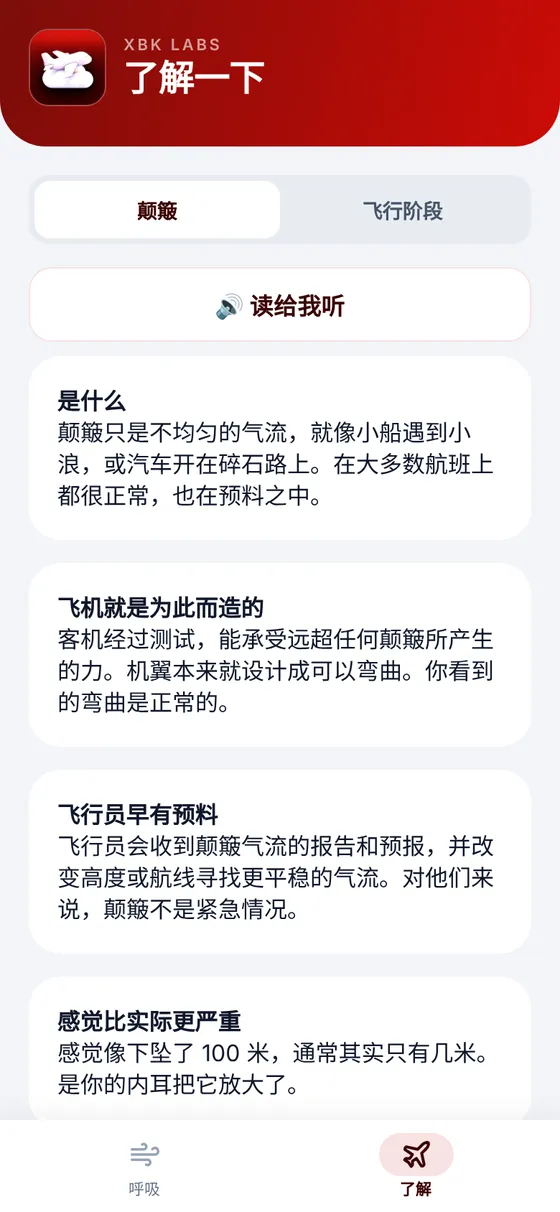 XBK LABS
了解一下
颠簸
飞行阶段
读给我听
是什么
颠簸只是不均匀的气流，就像小船遇到小
浪，或汽车开在碎石路上。在大多数航班上
都很正常，也在预料之中。
飞机就是为此而造的
客机经过测试，能承受远超任何颠簸所产生
的力。机翼本来就设计成可以弯曲。你看到
的弯曲是正常的。
飞行员早有预料
飞行员会收到颠簸气流的报告和预报，并改
变高度或航线寻找更平稳的气流。对他们来
说，颠簸不是紧急情况。
感觉比实际更严重
感觉像下坠了 100 米，通常其实只有几米。
是你的内耳把它放大了。
呼吸
了解